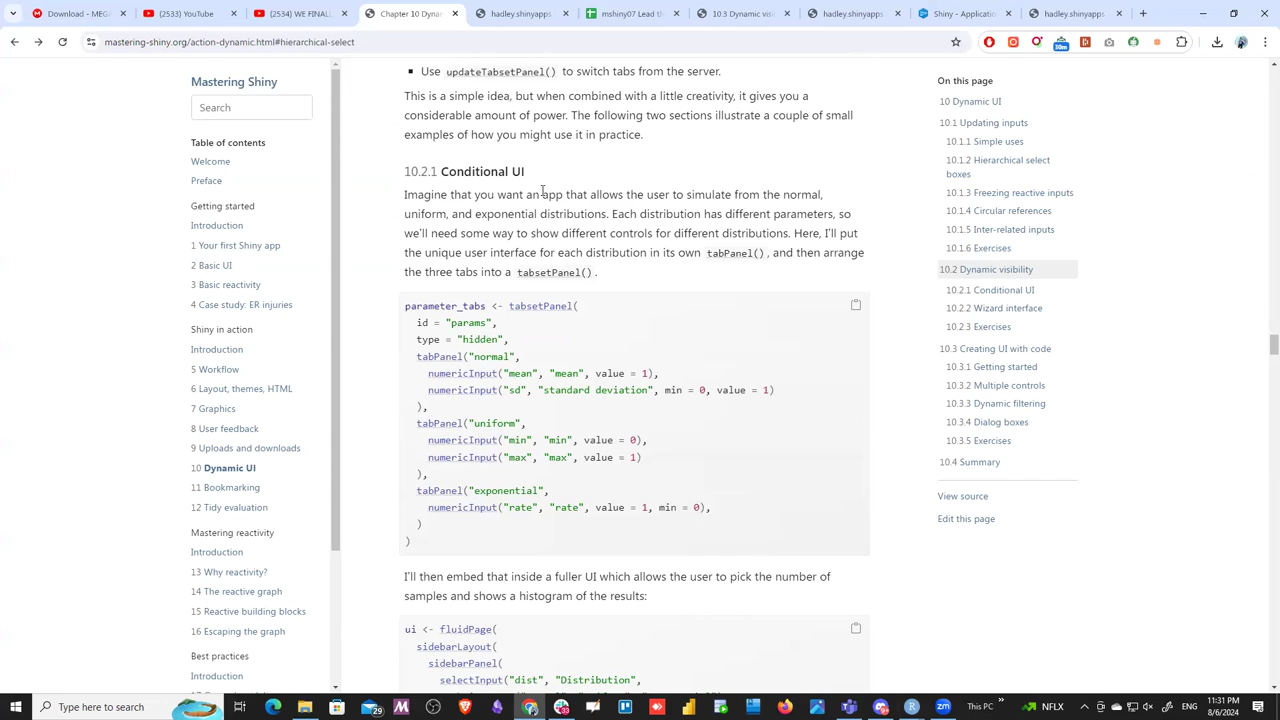 Download - MEGA
(2533) YouTube
(2534) WE FINALL
Chapter 10 Dynami
hadley.shinyapps
mshiny07 Lead th
10.3 Dynamic visi
hadley.shinyapps
Shiny - Applicatio
hadley.shinyapps
mastering-shiny.org/action-dynamic.html#hierarchical-select
Mastering Shiny
Search
Table of contents
Welcome
Preface
Getting started
Introduction
1 Your first Shiny app
2 Basic UI
3 Basic reactivity
4 Case study: ER injuries
Shiny in action
Introduction
5 Workflow
6 Layout, themes, HTML
7 Graphics
8 User feedback
9 Uploads and downloads
10 Dynamic UI
11 Bookmarking
12 Tidy evaluation
Mastering reactivity
Introduction
13 Why reactivity?
14 The reactive graph
15 Reactive building blocks
16 Escaping the graph
Best practices
Introduction
Use updateTabsetPanel() to switch tabs from the server.
This is a simple idea, but when combined with a little creativity, it gives you a
considerable amount of power. The following two sections illustrate a couple of small
examples of how you might use it in practice.
10.2.1 Conditional UI
Imagine that you want an app that allows the user to simulate from the normal,
uniform, and exponential distributions. Each distribution has different parameters, so
we'll need some way to show different controls for different distributions. Here, I'll put
the unique user interface for each distribution in its own tabPanel(), and then arrange
the three tabs into a tabsetPanel().
parameter_tabs <- tabsetPanel(
id = "params",
type = "hidden",
tabPanel("normal",
numericInput("mean", "mean", value = 1),
numericInput("sd", "standard deviation", min = 0, value = 1)
),
tabPanel("uniform",
numericInput("min", "min", value = 0),
numericInput("max", "max", value = 1)
),
tabPanel("exponential",
numericInput("rate", "rate", value = 1, min = 0),
)
)
I'll then embed that inside a fuller UI which allows the user to pick the number of
samples and shows a histogram of the results:
ui <- fluidPage(
sidebarLayout(
sidebarPanel(
selectInput("dist", "Distribution",
On this page
10 Dynamic UI
10.1 Updating inputs
10.1.1 Simple uses
10.1.2 Hierarchical select
boxes
10.1.3 Freezing reactive inputs
10.1.4 Circular references
10.1.5 Inter-related inputs
10.1.6 Exercises
10.2 Dynamic visibility
10.2.1 Conditional UI
10.2.2 Wizard interface
10.2.3 Exercises
10.3 Creating UI with code
10.3.1 Getting started
10.3.2 Multiple controls
10.3.3 Dynamic filtering
10.3.4 Dialog boxes
10.3.5 Exercises
10.4 Summary
View source
Edit this page
Type here to search
This PC
NFLX
11:31 PM
8/6/2024